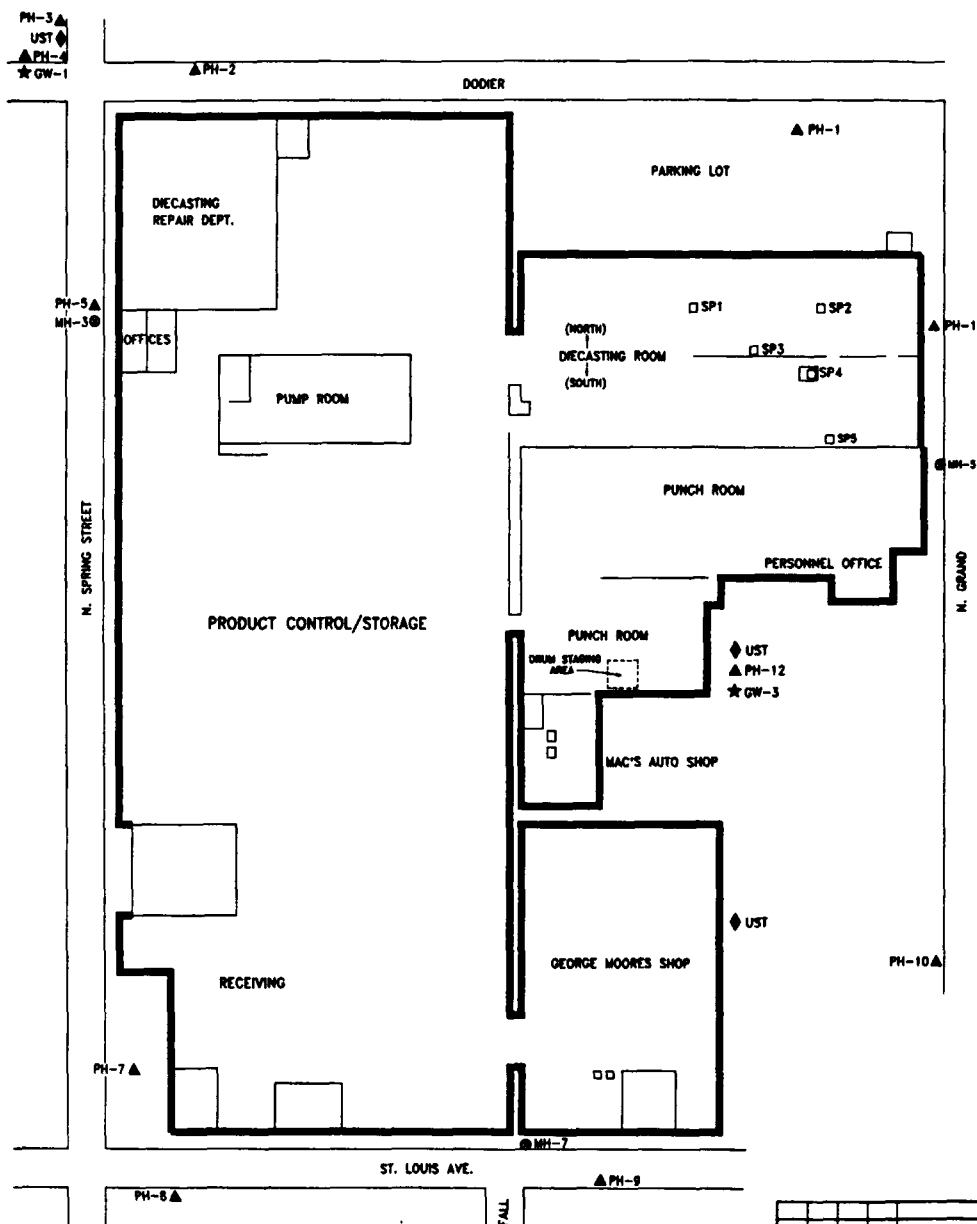 PH-3
UST
PH-4
GW-1
PH-2
DODIER
PH-1
PARKING LOT
DIECASTING
REPAIR DEPT.
PH-5
MH-3
OFFICES
SP1
SP2
PH-1
(NORTH)
DIECASTING ROOM
(SOUTH)
SP3
SP4
PUMP ROOM
SP5
MH-5
PUNCH ROOM
N. SPRING STREET
PERSONNEL OFFICE
N. GRAND
PRODUCT CONTROL/STORAGE
PUNCH ROOM
DRUM STAGING
AREA
UST
PH-12
GW-3
MAC'S AUTO SHOP
UST
GEORGE MOORES SHOP
PH-10
RECEIVING
PH-7
MH-7
ST. LOUIS AVE.
PH-8
PH-9
FALL